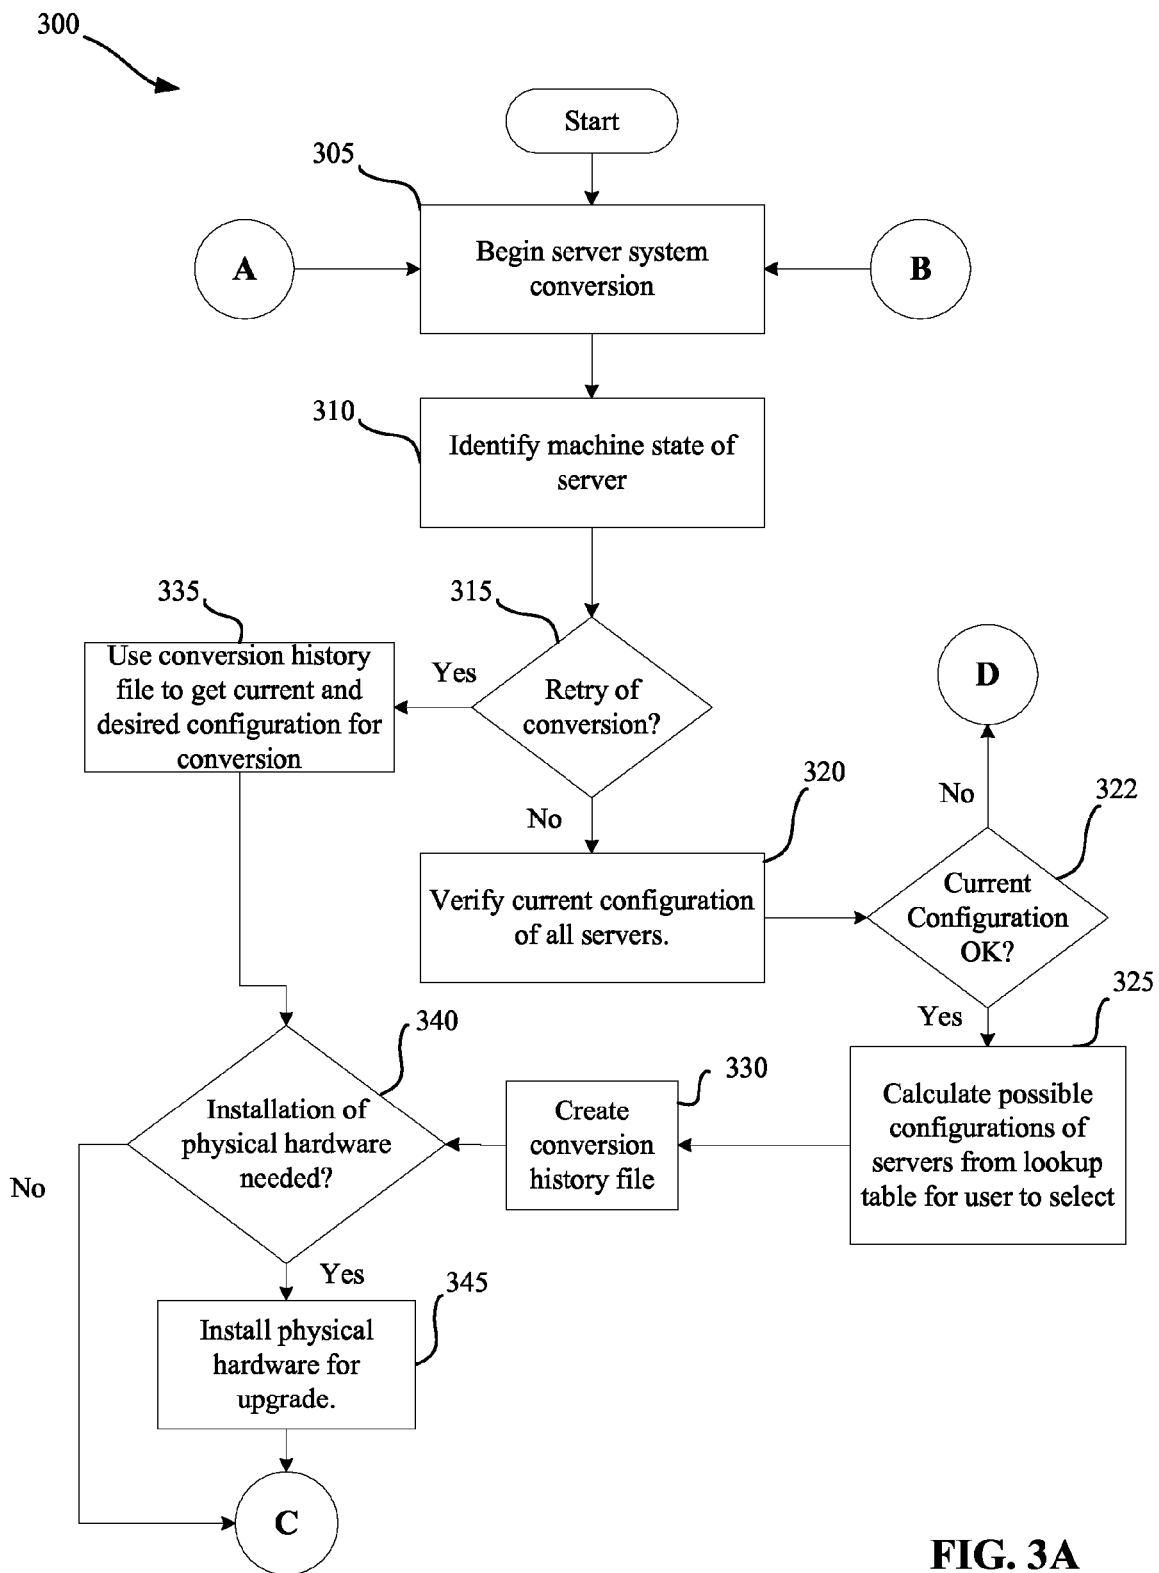 300
Start
305
A
Begin server system
conversion
B
310
Identify machine state of
server
335
315
Use conversion history
file to get current and
desired configuration for
conversion
Yes
Retry of
conversion?
D
No
320
No
322
Verify current configuration
of all servers.
Current
Configuration
OK?
Yes
325
340
Installation of
physical hardware
needed?
330
Create
conversion
history file
Calculate possible
configurations of
servers from lookup
table for user to select
No
Yes
345
Install physical
hardware for
upgrade.
C
FIG. 3A